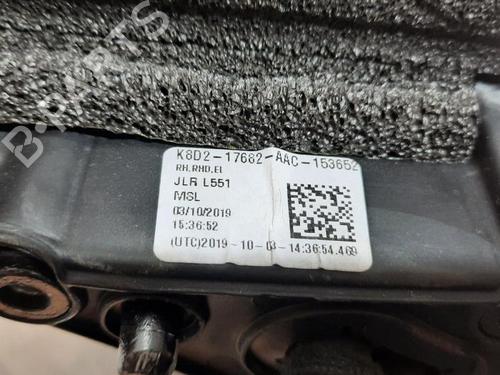 K8D2-17682-AAC-153652
RH,RHD,EI
JLR L551
MSL
03/10/2019
15:36:52
(UTC)2019-10-03-14:36:54.469
B-PARTS